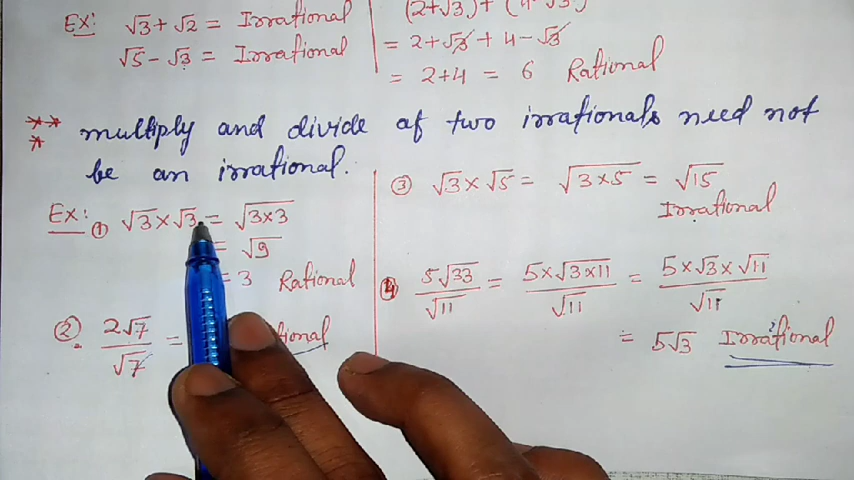 Ex: √3 + √2 = Irrational
√5 - √3 = Irrational
= 2+√3 + 4-√3
= 2+4 = 6 Rational
*** multiply and divide of two irrationals need not
be an irrational.
Ex: ① √3 × √3 = √3×3
= √9
= 3 Rational
② 2√7/√7 =
③ √3 × √5 = √3×5 = √15
Irrational
4 5√33/√11 = 5×√3×11/√11 = 5×√3×√11/√11
= 5√3 Irrational